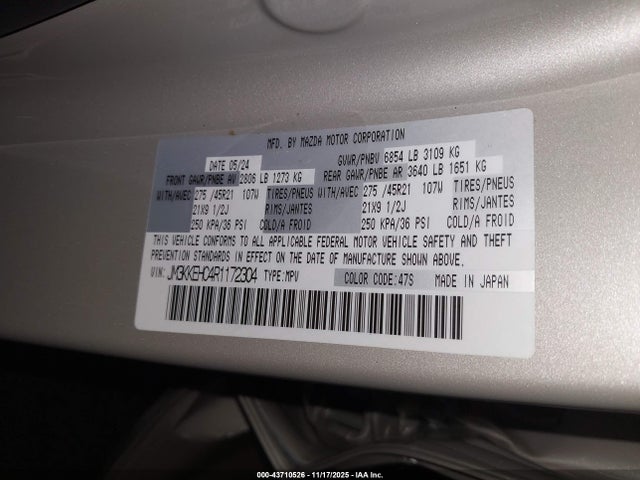 MFD. BY MAZDA MOTOR CORPORATION
DATE 05/24 GVWR/PNBV 6854 LB 3109 KG
FRONT GAWR/PNBE AV 2806 LB 1273 KG REAR GAWR/PNBE AR 3640 LB 1651 KG
WITH/AVEC 275 /45R21 107W TIRES/PNEUS WITH/AVEC 275 /45R21 107W TIRES/PNEUS
21X9 1/2J RIMS/JANTES 21X9 1/2J RIMS/JANTES
250 KPA/36 PSI COLD/A FROID 250 KPA/36 PSI COLD/A FROID
THIS VEHICLE CONFORMS TO ALL APPLICABLE FEDERAL MOTOR VEHICLE SAFETY AND THEFT
PREVENTION STANDARDS IN EFFECT ON THE DATE OF MANUFACTURE SHOWN ABOVE.
JM3KKEHC4R1172304 TYPE:MPV COLOR CODE:47S MADE IN JAPAN
000-43710526 - 11/17/2025 - IAA Inc.